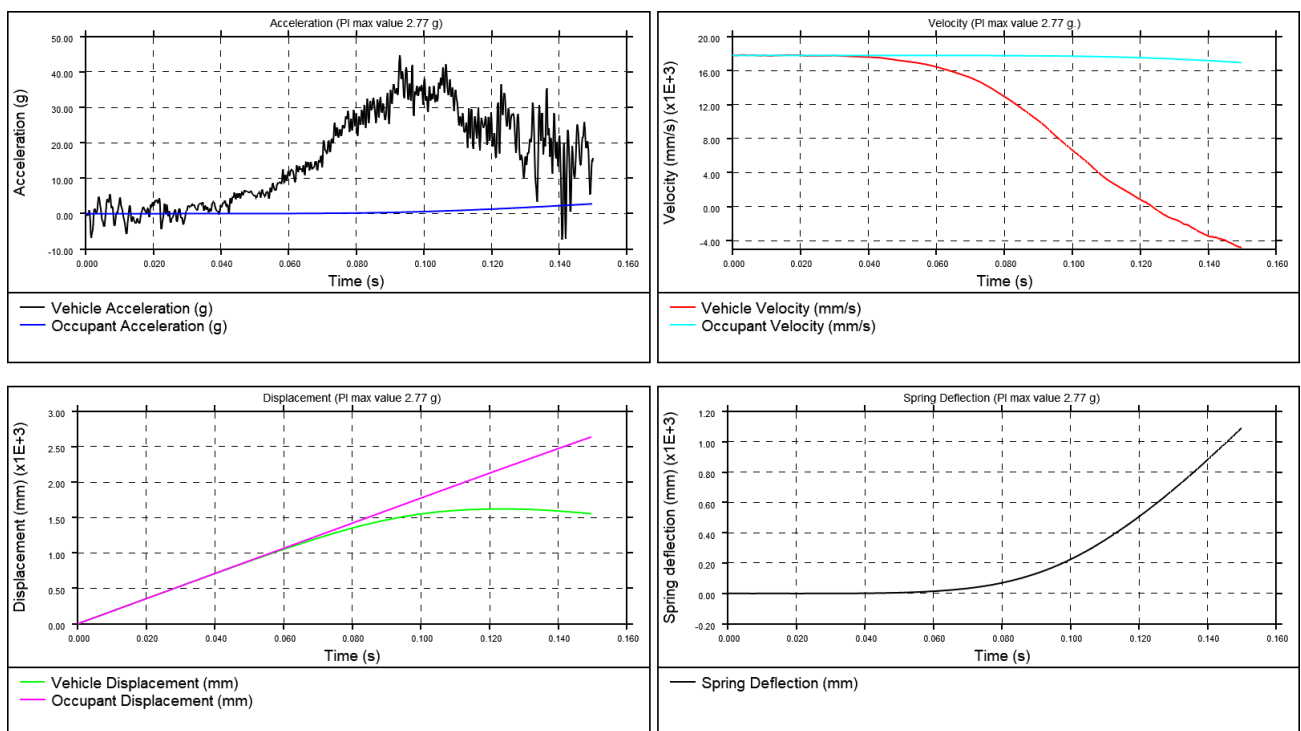 Acceleration (PI max value 2.77 g)
50.00
40.00
30.00
20.00
10.00
0.00
-10.00
Acceleration (g)
0.000 0.020 0.040 0.060 0.080 0.100 0.120 0.140 0.160
Time (s)
Vehicle Acceleration (g)
Occupant Acceleration (g)
Velocity (PI max value 2.77 g.)
20.00
16.00
12.00
8.00
4.00
0.00
-4.00
Velocity (mm/s) (x1E+3)
0.000 0.020 0.040 0.060 0.080 0.100 0.120 0.140 0.160
Time (s)
Vehicle Velocity (mm/s)
Occupant Velocity (mm/s)
Displacement (PI max value 2.77 g)
3.00
2.50
2.00
1.50
1.00
0.50
0.00
Displacement (mm) (x1E+3)
0.000 0.020 0.040 0.060 0.080 0.100 0.120 0.140 0.160
Time (s)
Vehicle Displacement (mm)
Occupant Displacement (mm)
Spring Deflection (PI max value 2.77 g)
1.20
1.00
0.80
0.60
0.40
0.20
0.00
-0.20
Spring deflection (mm) (x1E+3)
0.000 0.020 0.040 0.060 0.080 0.100 0.120 0.140 0.160
Time (s)
Spring Deflection (mm)